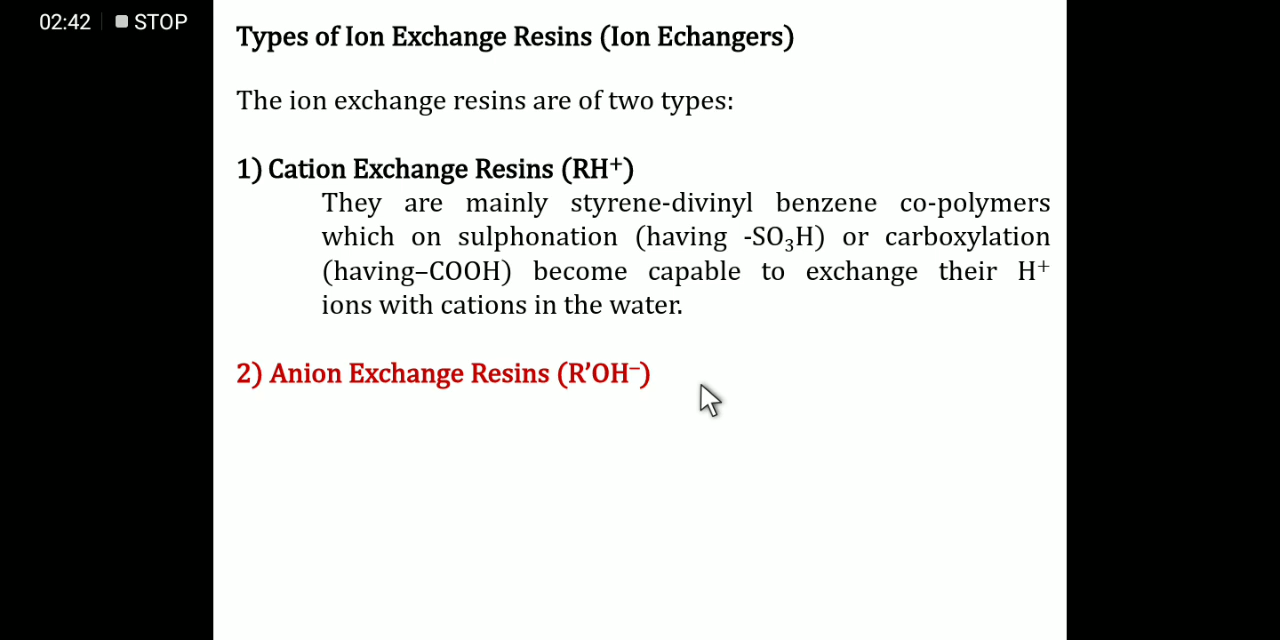 02:42 STOP
Types of Ion Exchange Resins (Ion Echangers)
The ion exchange resins are of two types:
1) Cation Exchange Resins (RH⁺)
They are mainly styrene-divinyl benzene co-polymers
which on sulphonation (having -SO₃H) or carboxylation
(having–COOH) become capable to exchange their H⁺
ions with cations in the water.
2) Anion Exchange Resins (R’OH⁻)